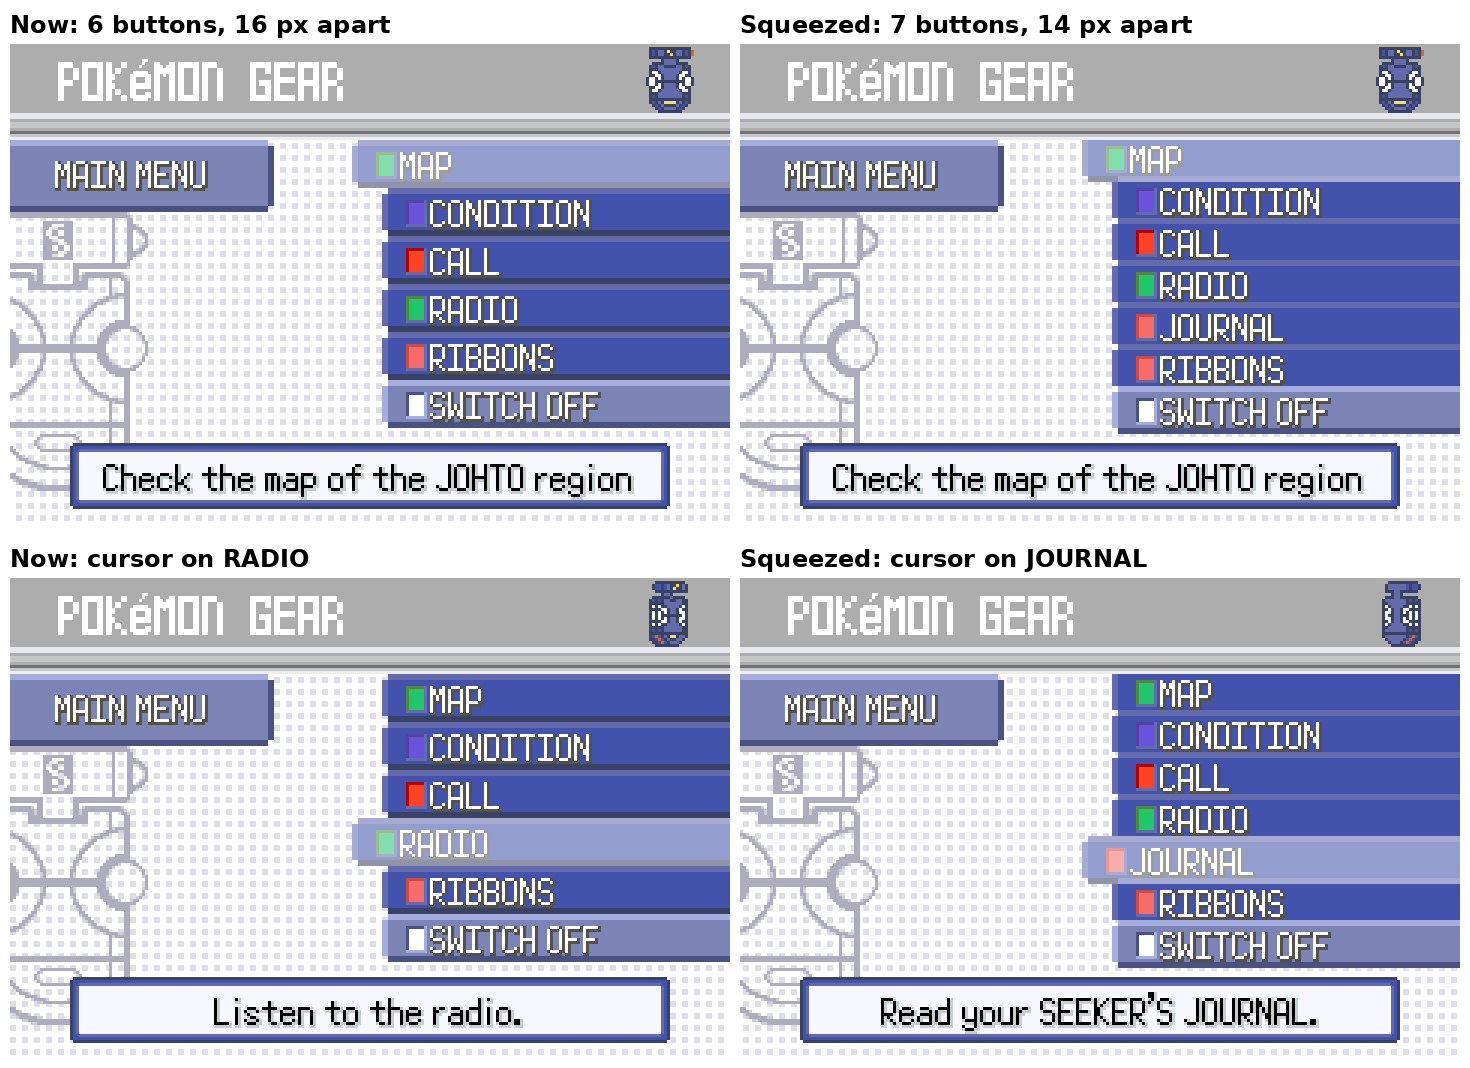 Now: 6 buttons, 16 px apart
POKéMON GEAR
MAIN MENU
MAP
CONDITION
CALL
RADIO
RIBBONS
SWITCH OFF
Check the map of the JOHTO region
Squeezed: 7 buttons, 14 px apart
POKéMON GEAR
MAIN MENU
MAP
CONDITION
CALL
RADIO
JOURNAL
RIBBONS
SWITCH OFF
Check the map of the JOHTO region
Now: cursor on RADIO
POKéMON GEAR
MAIN MENU
MAP
CONDITION
CALL
RADIO
RIBBONS
SWITCH OFF
Listen to the radio.
Squeezed: cursor on JOURNAL
POKéMON GEAR
MAIN MENU
MAP
CONDITION
CALL
RADIO
JOURNAL
RIBBONS
SWITCH OFF
Read your SEEKER'S JOURNAL.